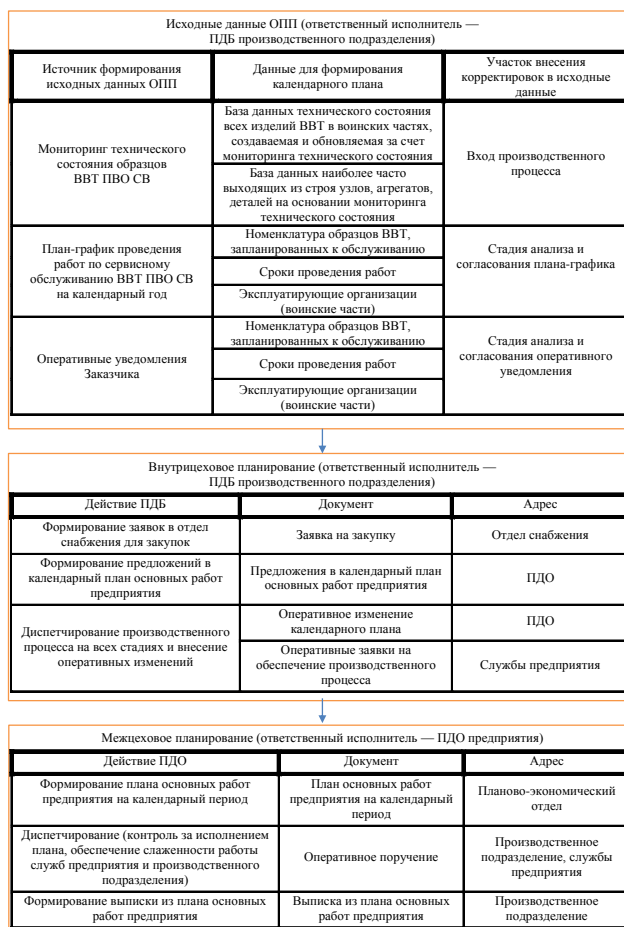 Исходные данные ОПП (ответственный исполнитель —
ПДБ производственного подразделения)
Источник формирования
исходных данных ОПП
Данные для формирования
календарного плана
Участок внесения
корректировок в исходные
данные
Мониторинг технического
состояния образцов
ВВТ ПВО СВ
База данных технического состояния
всех изделий ВВТ в воинских частях,
создаваемая и обновляемая за счет
мониторинга технического состояния
База данных наиболее часто
выходящих из строя узлов, агрегатов,
деталей на основании мониторинга
технического состояния
Вход производственного
процесса
План-график проведения
работ по сервисному
обслуживанию ВВТ ПВО СВ
на календарный год
Номенклатура образцов ВВТ,
запланированных к обслуживанию
Сроки проведения работ
Эксплуатирующие организации
(воинские части)
Стадия анализа и
согласования плана-графика
Оперативные уведомления
Заказчика
Номенклатура образцов ВВТ,
запланированных к обслуживанию
Сроки проведения работ
Эксплуатирующие организации
(воинские части)
Стадия анализа и
согласования оперативного
уведомления
Внутрицеховое планирование (ответственный исполнитель —
ПДБ производственного подразделения)
Действие ПДБ
Документ
Адрес
Формирование заявок в отдел
снабжения для закупок
Заявка на закупку
Отдел снабжения
Формирование предложений в
календарный план основных работ
предприятия
Предложения в календарный план
основных работ предприятия
ПДО
Диспетчирование производственного
процесса на всех стадиях и внесение
оперативных изменений
Оперативное изменение
календарного плана
ПДО
Оперативные заявки на
обеспечение производственного
процесса
Службы предприятия
Межцеховое планирование (ответственный исполнитель — ПДО предприятия)
Действие ПДО
Документ
Адрес
Формирование плана основных работ
предприятия на календарный период
План основных работ
предприятия на календарный
период
Планово-экономический
отдел
Диспетчирование (контроль за исполнением
плана, обеспечение слаженности работы
служб предприятия и производственного
подразделения)
Оперативное поручение
Производственное
подразделение, службы
предприятия
Формирование выписки из плана основных
работ предприятия
Выписка из плана основных
работ предприятия
Производственное
подразделение